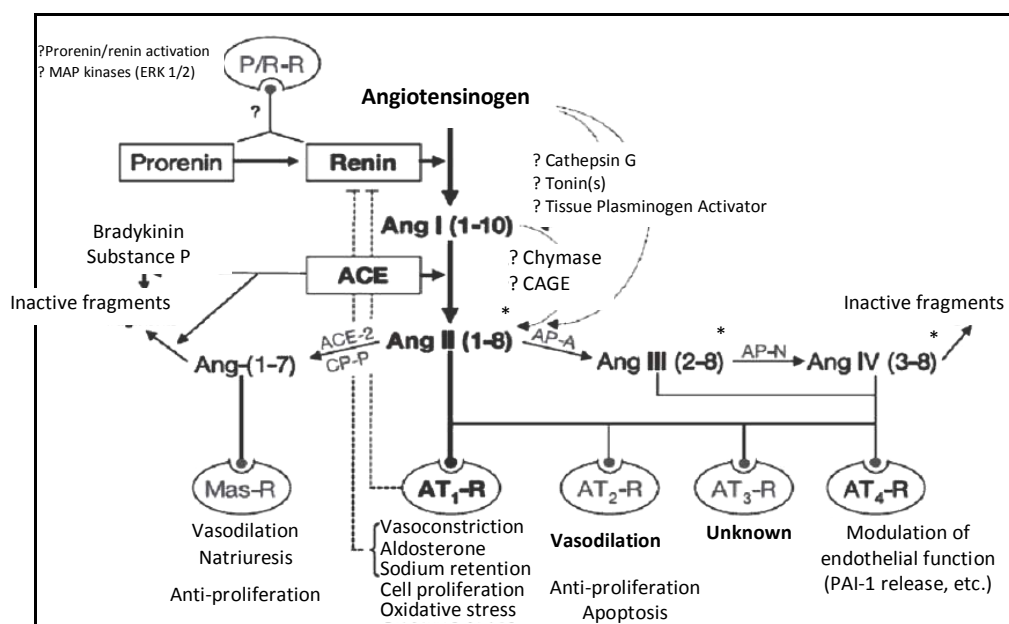 ?Prorenin/renin activation
? MAP kinases (ERK 1/2)
P/R-R
?
Angiotensinogen
Prorenin
Renin
? Cathepsin G
? Tonin(s)
? Tissue Plasminogen Activator
Ang I (1-10)
Bradykinin
Substance P
ACE
? Chymase
? CAGE
Inactive fragments
Inactive fragments
*
*
*
ACE-2
CP-P
Ang II (1-8)
AP-A
Ang-(1-7)
Ang III (2-8)
AP-N
Ang IV (3-8)
Mas-R
AT1-R
AT2-R
AT3-R
AT4-R
Vasodilation
Natriuresis
Anti-proliferation
Vasoconstriction
Aldosterone
Sodium retention
Cell proliferation
Oxidative stress
Vasodilation
Anti-proliferation
Apoptosis
Unknown
Modulation of
endothelial function
(PAI-1 release, etc.)